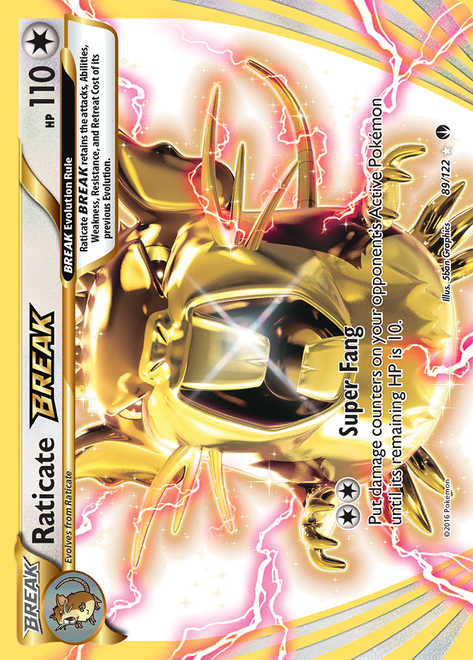 BREAK
Raticate BREAK
HP 110
Evolves from Raticate
BREAK Evolution Rule
Raticate BREAK retains the attacks, Abilities,
Weakness, Resistance, and Retreat Cost of its
previous Evolution.
Super Fang
Put damage counters on your opponent's Active Pokémon
until its remaining HP is 10.
©2016 Pokémon
Illus. 5ban Graphics
89/122